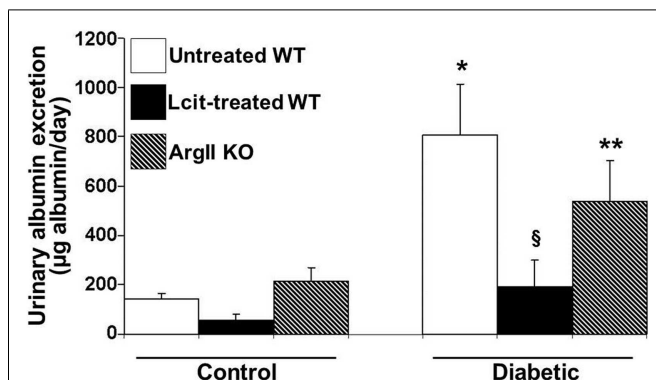 Urinary albumin excretion
(µg albumin/day)
1200
1000
800
600
400
200
0
Untreated WT
Lcit-treated WT
ArgII KO
*
§
**
Control
Diabetic